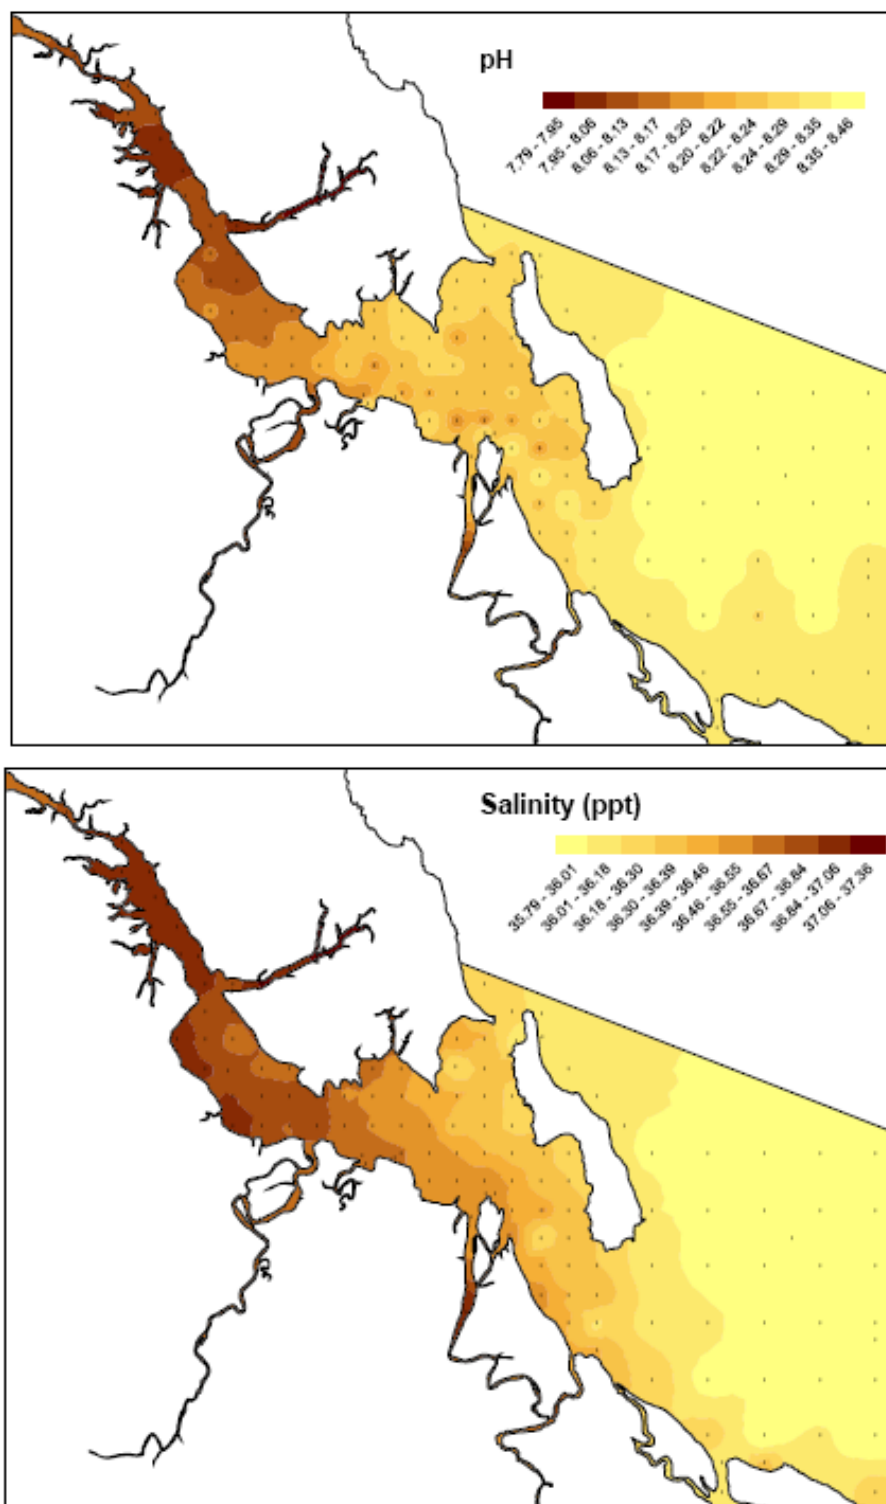 pH
7.79 - 7.95
7.95 - 8.06
8.06 - 8.13
8.13 - 8.17
8.17 - 8.20
8.20 - 8.22
8.22 - 8.24
8.24 - 8.29
8.29 - 8.35
8.35 - 8.46
Salinity (ppt)
35.79 - 36.01
36.01 - 36.18
36.18 - 36.30
36.30 - 36.39
36.39 - 36.46
36.46 - 36.55
36.55 - 36.67
36.67 - 36.84
36.84 - 37.06
37.06 - 37.36